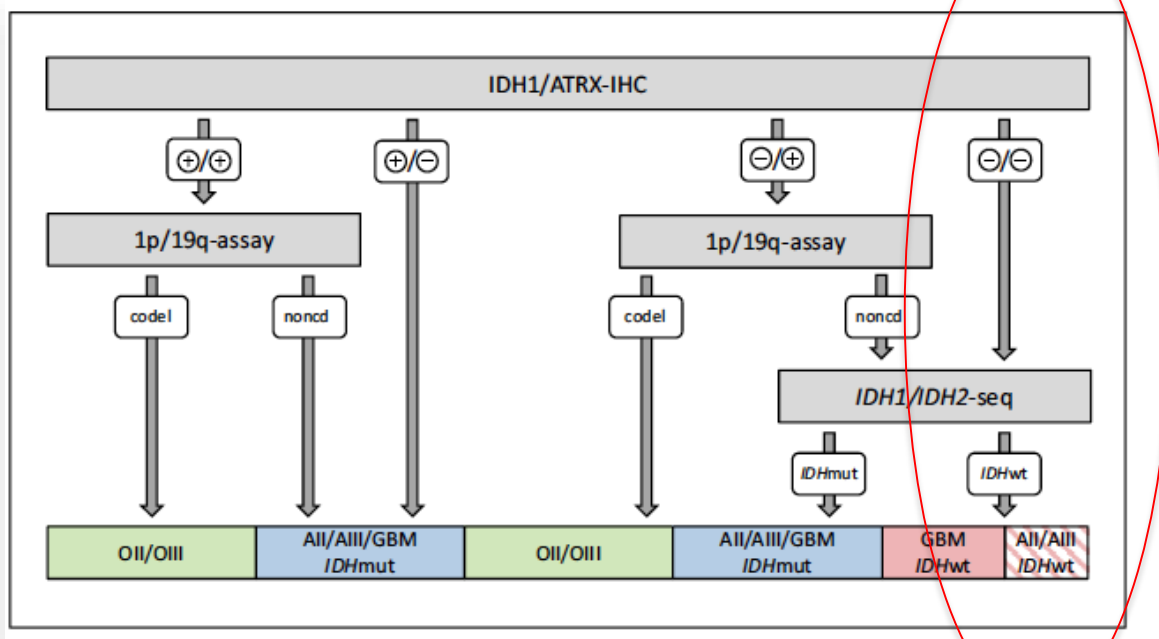 IDH1/ATRX-IHC
⊕/⊕
⊕/⊖
⊖/⊕
⊖/⊖
1p/19q-assay
1p/19q-assay
codel
noncd
codel
noncd
IDH1/IDH2-seq
IDHmut
IDHwt
OII/OIII
AII/AIII/GBM
IDHmut
OII/OIII
AII/AIII/GBM
IDHmut
GBM
IDHwt
AII/AIII
IDHwt